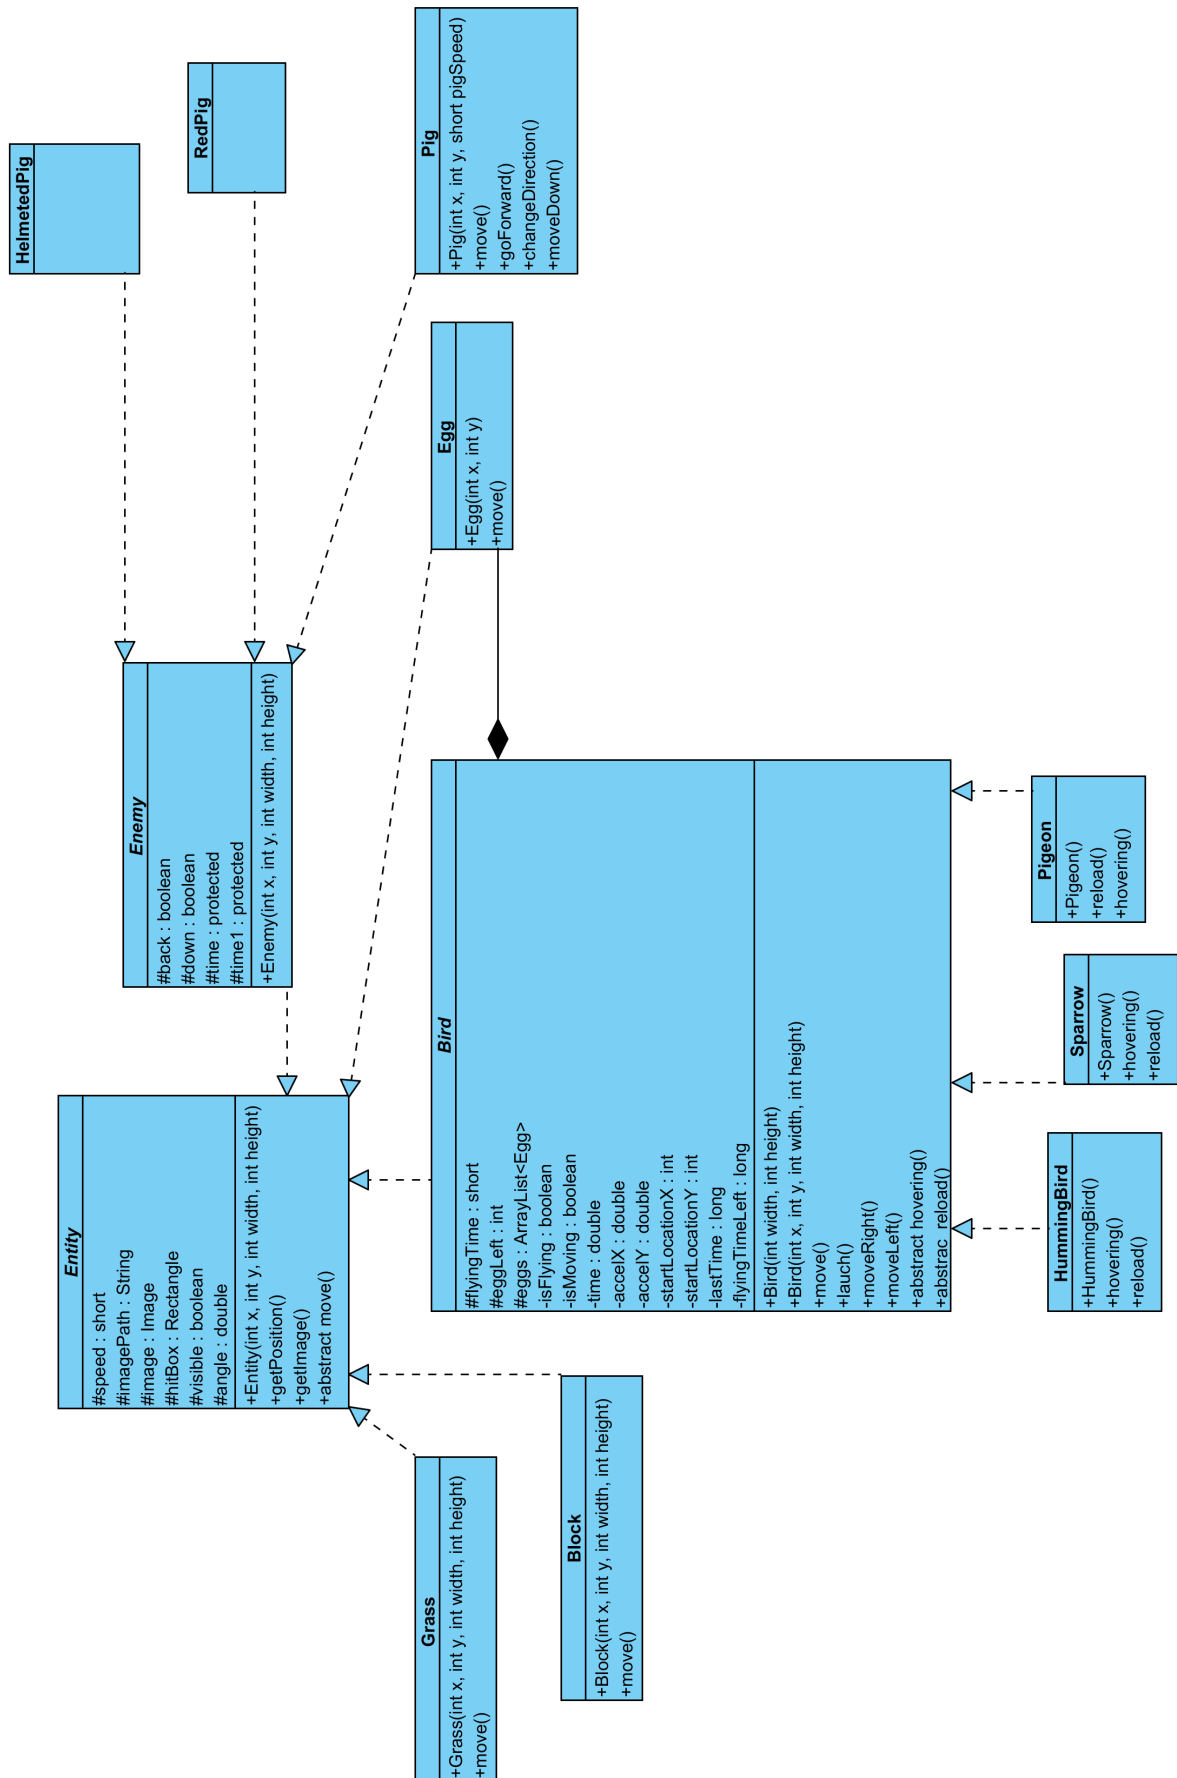 HelmetedPig
RedPig
Pig
+Pig(int x, int y, short pigSpeed)
+move()
+goForward()
+changeDirection()
+moveDown()
Enemy
#back : boolean
#down : boolean
#time : protected
#time1 : protected
+Enemy(int x, int y, int width, int height)
Egg
+Egg(int x, int y)
+move()
Entity
#speed : short
#imagePath : String
#image : Image
#hitBox : Rectangle
#visible : boolean
#angle : double
+Entity(int x, int y, int width, int height)
+getPosition()
+getImage()
+abstract move()
Bird
#flyingTime : short
#eggLeft : int
#eggs : ArrayList<Egg>
-isFlying : boolean
-isMoving : boolean
-time : double
-accelX : double
-accelY : double
-startLocationX : int
-startLocationY : int
-lastTime : long
-flyingTimeLeft : long
+Bird(int width, int height)
+Bird(int x, int y, int width, int height)
+move()
+lauch()
+moveRight()
+moveLeft()
+abstract hovering()
+abstrac reload()
Grass
+Grass(int x, int y, int width, int height)
+move()
Block
+Block(int x, int y, int width, int height)
+move()
HummingBird
+HummingBird()
+hovering()
+reload()
Sparrow
+Sparrow()
+hovering()
+reload()
Pigeon
+Pigeon()
+reload()
+hovering()